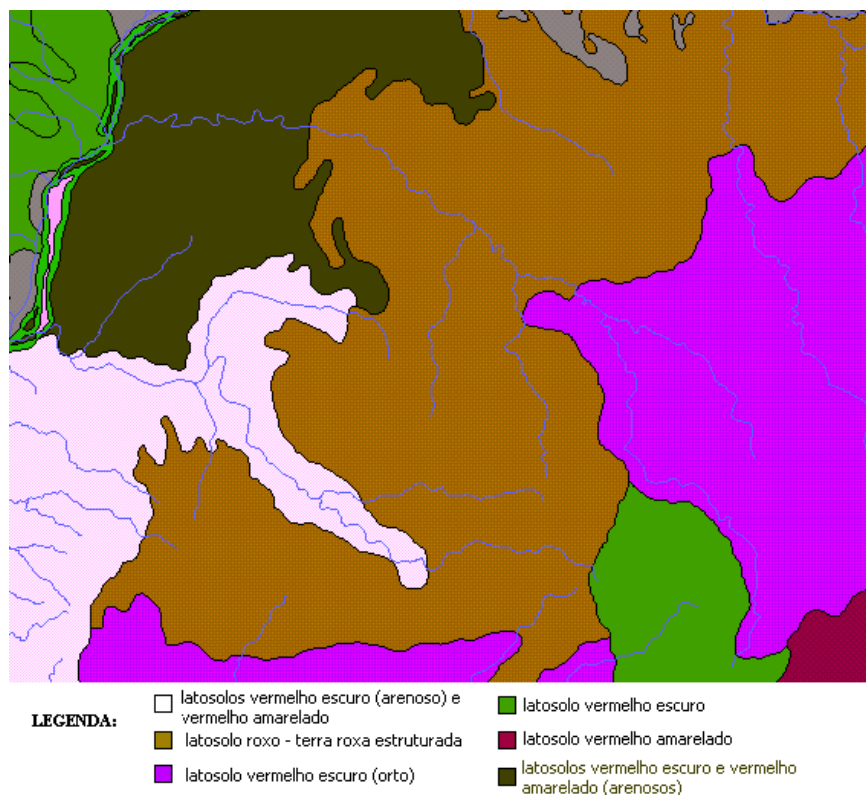 LEGENDA:
latosolos vermelho escuro (arenoso) e
vermelho amarelado
latosolo roxo - terra roxa estruturada
latosolo vermelho escuro (orto)
latosolo vermelho escuro
latosolo vermelho amarelado
latosolos vermelho escuro e vermelho
amarelado (arenosos)